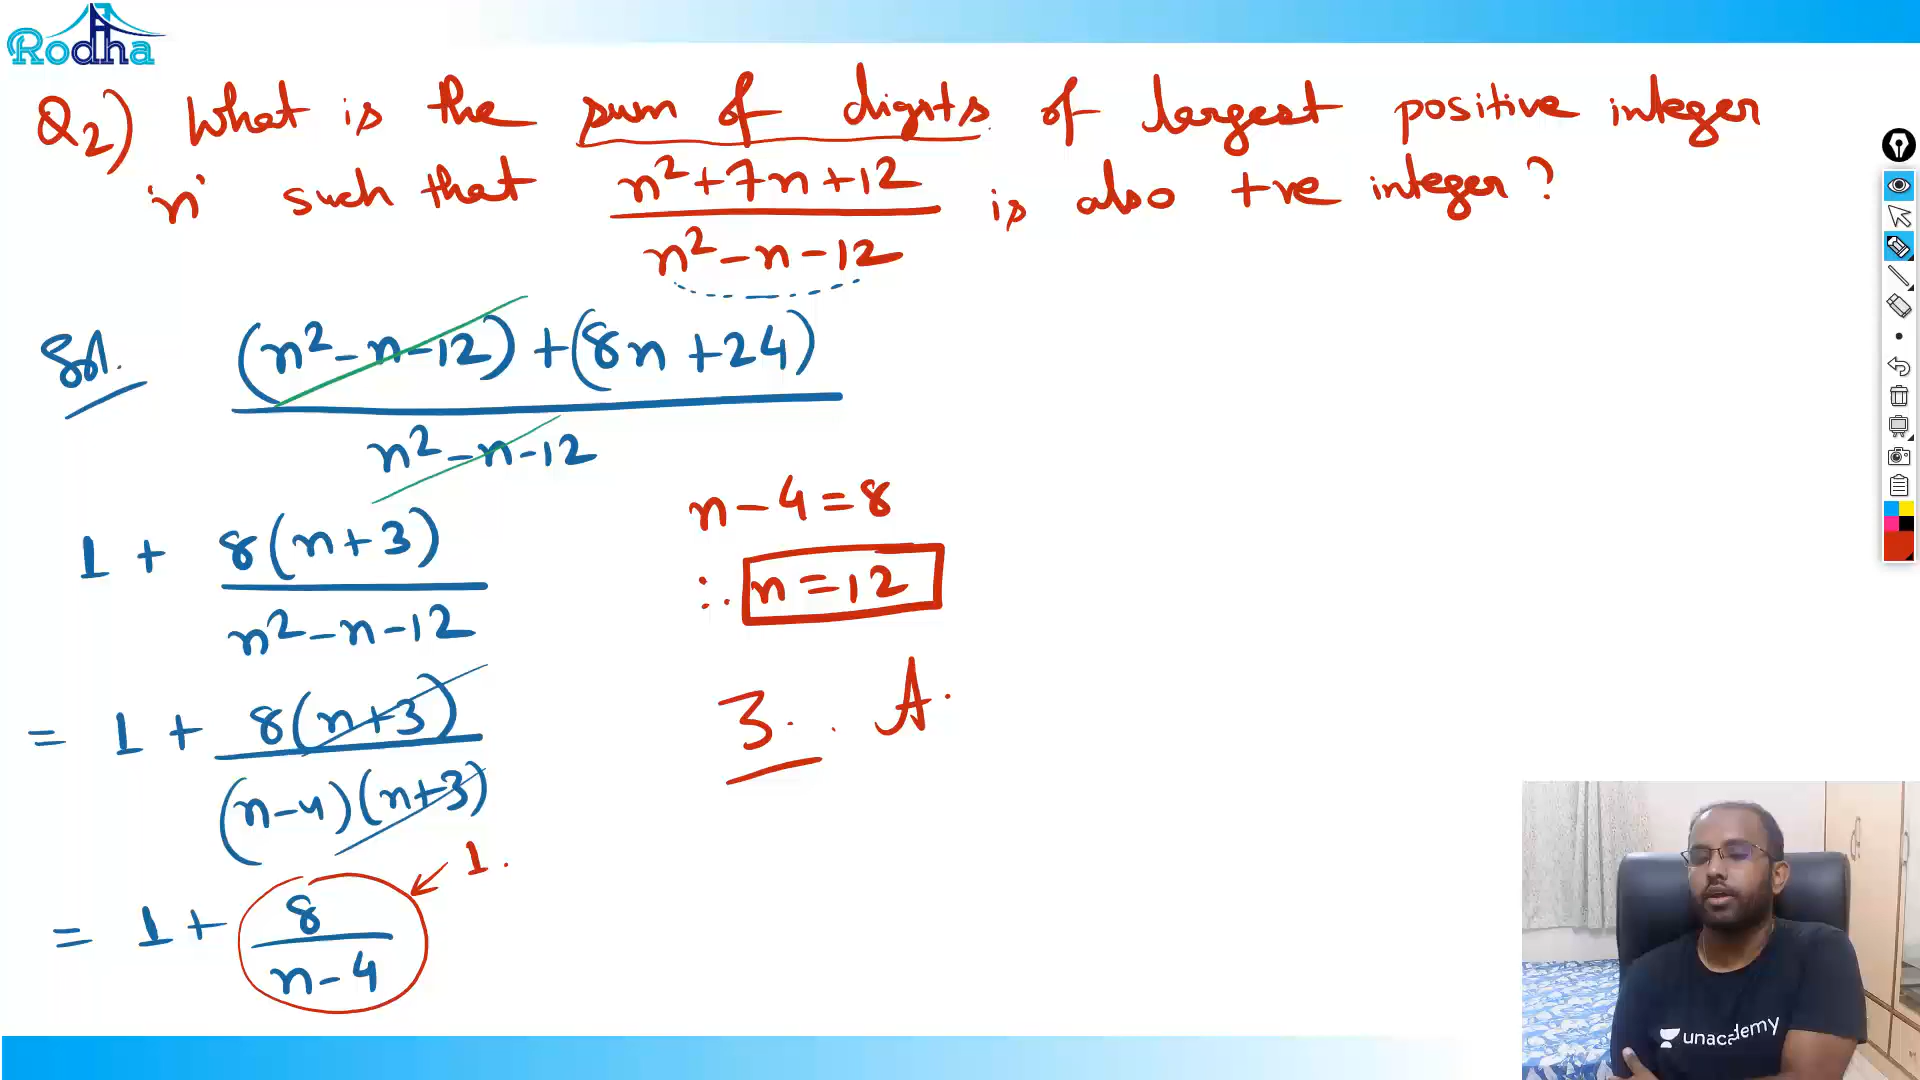 Rodha
Q2) What is the sum of digits of largest positive integer
'n' such that n²+7n+12 / n²-n-12 is also +ve integer?
Sol. (n²-n-12)+(8n+24) / n²-n-12
1 + 8(n+3) / n²-n-12
= 1 + 8(n+3) / (n-4)(n+3)
= 1 + 8 / n-4
1.
n-4=8
∴ n=12
3. A.
unacademy